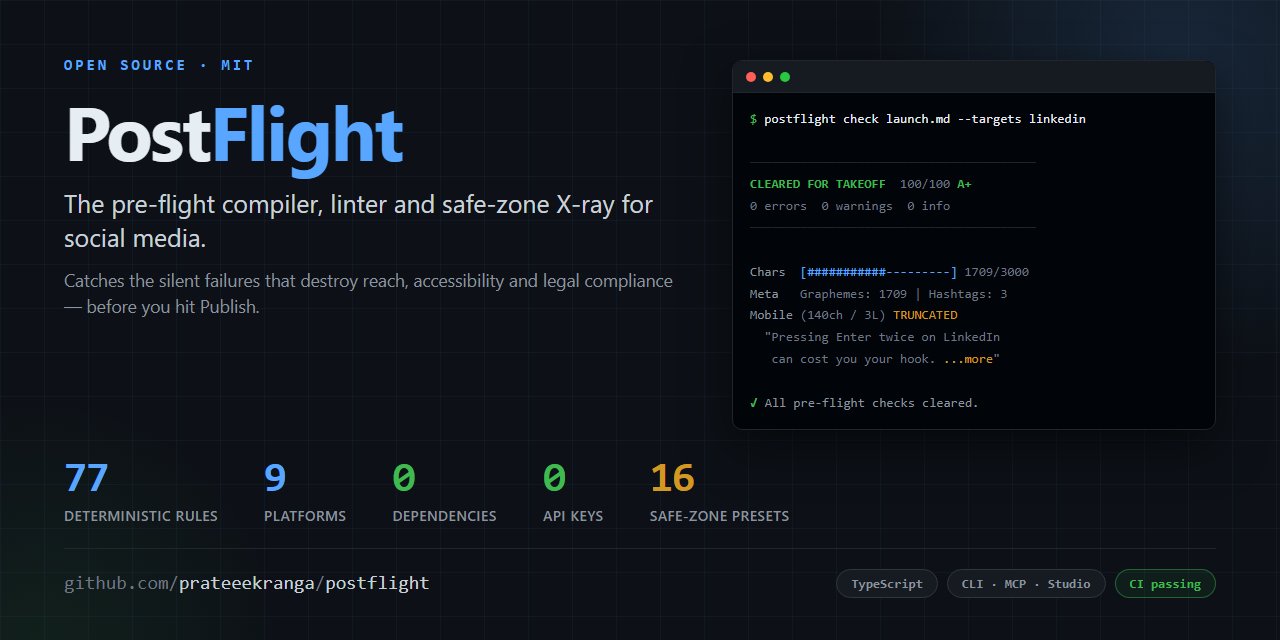 OPEN SOURCE · MIT
PostFlight
The pre-flight compiler, linter and safe-zone X-ray for
social media.
Catches the silent failures that destroy reach, accessibility and legal compliance
— before you hit Publish.
$ postflight check launch.md --targets linkedin
CLEARED FOR TAKEOFF 100/100 A+
0 errors 0 warnings 0 info
Chars [###########---------] 1709/3000
Meta Graphemes: 1709 | Hashtags: 3
Mobile (140ch / 3L) TRUNCATED
"Pressing Enter twice on LinkedIn
can cost you your hook. ...more"
✓ All pre-flight checks cleared.
77 9 0 0 16
DETERMINISTIC RULES PLATFORMS DEPENDENCIES API KEYS SAFE-ZONE PRESETS
github.com/prateeekranga/postflight
TypeScript CLI · MCP · Studio CI passing